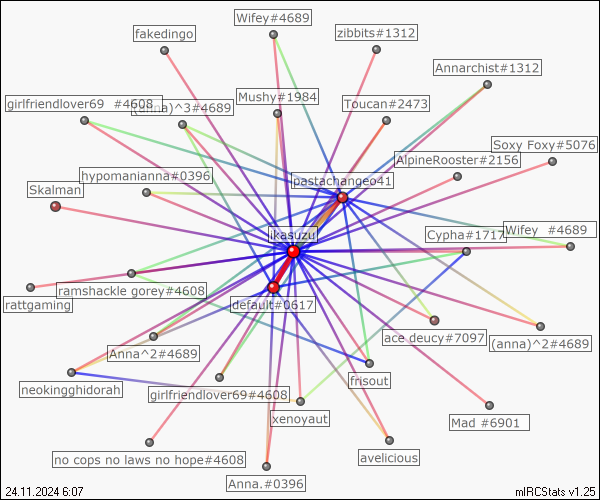 Wifey#4689
fakedingo
zibbits#1312
Annarchist#1312
girlfriendlover69 #4608
(anna)^3#4689
Mushy#1984
Toucan#2473
Soxy Foxy#5076
AlpineRooster#2156
hypomanianna#0396
pastachangeo41
Skalman
ikasuzu
Cypha#1717
Wifey #4689
ramshackle gorey#4608
rattgaming
default#0617
ace deucy#7097
(anna)^2#4689
Anna^2#4689
frisout
neokingghidorah
girlfriendlover69#4608
xenoyaut
Mad #6901
no cops no laws no hope#4608
avelicious
Anna.#0396
24.11.2024 6:07
mIRCStats v1.25